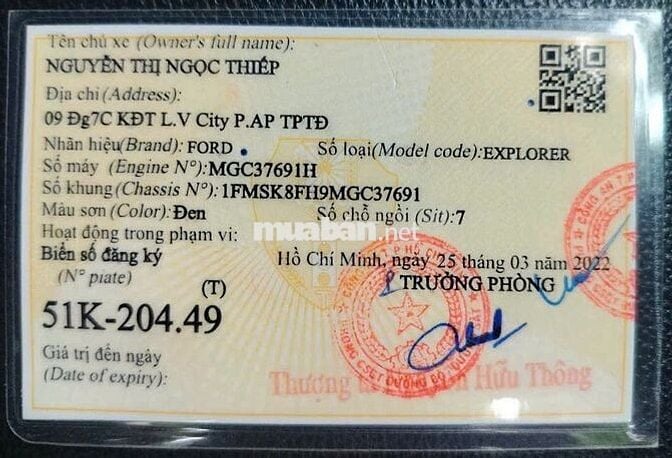 Tên chủ xe (Owner's full name):
NGUYỄN THỊ NGỌC THIẾP
Địa chỉ (Address):
09 Đg7C KĐT L.V City P.AP TPTĐ
Nhãn hiệu(Brand): FORD Số loại(Model code):EXPLORER
Số máy (Engine N°):MGC37691H
Số khung (Chassis N°):1FMSK8FH9MGC37691
Màu sơn (Color):Đen Số chỗ ngồi (Sit):7
Hoạt động trong phạm vi:
muaban.net
Biển số đăng ký Hồ Chí Minh, ngày 25 tháng 03 năm 2022
(N° piate) TRƯỞNG PHÒNG
(T)
51K-204.49
Giá trị đến ngày
(Date of expiry):
Thượng Hữu Thông